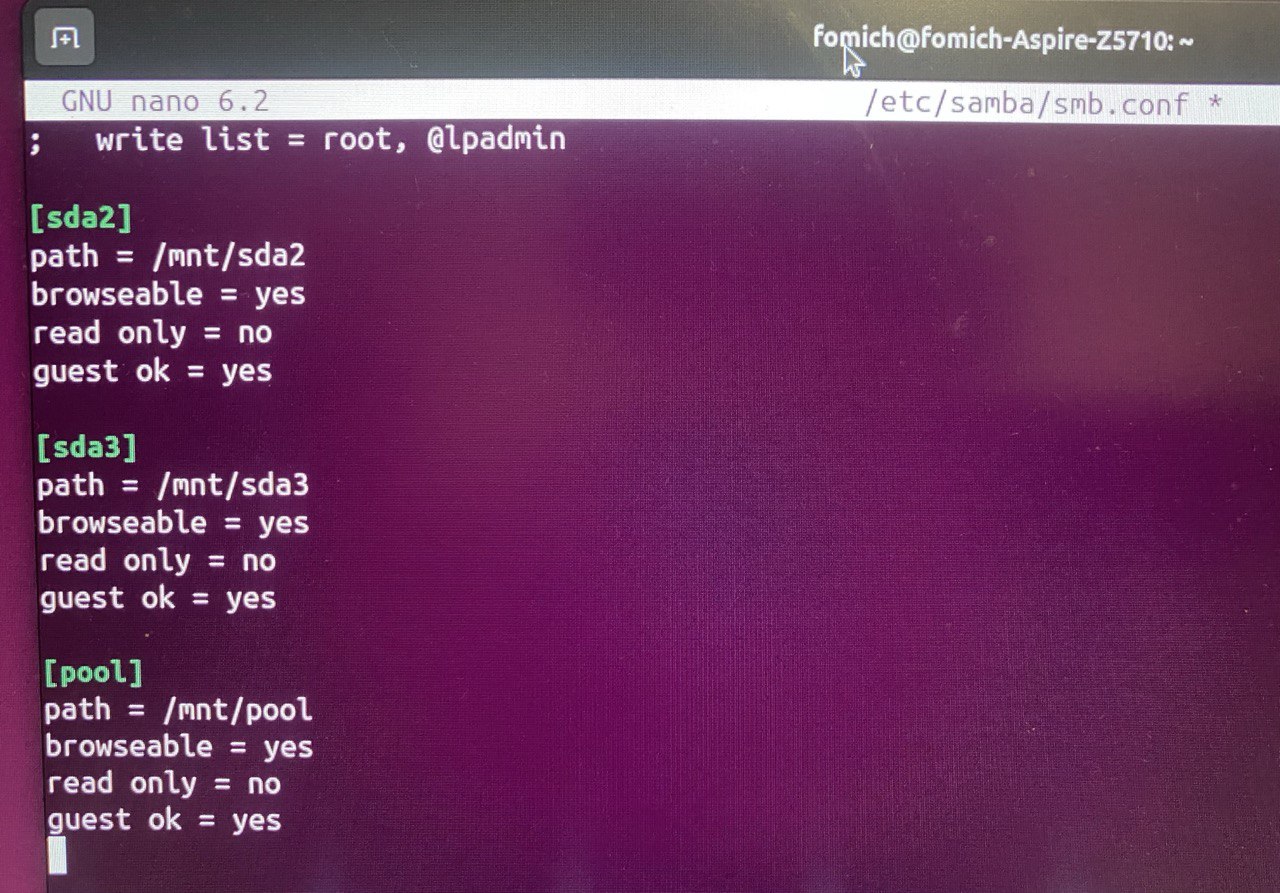 fomich@fomich-Aspire-Z5710: ~
GNU nano 6.2 /etc/samba/smb.conf *
; write list = root, @lpadmin
[sda2]
path = /mnt/sda2
browseable = yes
read only = no
guest ok = yes
[sda3]
path = /mnt/sda3
browseable = yes
read only = no
guest ok = yes
[pool]
path = /mnt/pool
browseable = yes
read only = no
guest ok = yes